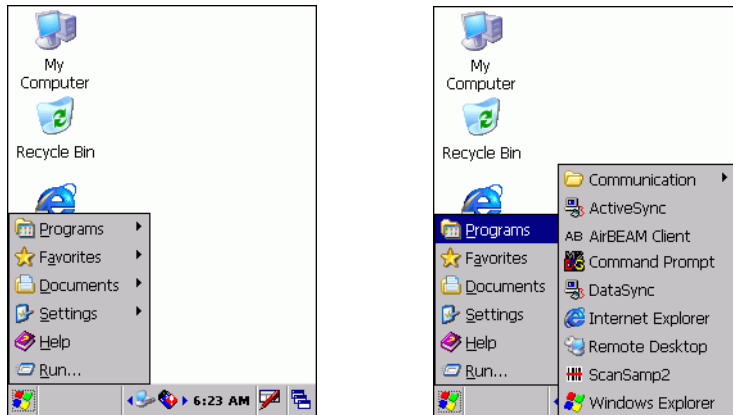 My
Computer
Recycle Bin
Programs
Favorites
Documents
Settings
Help
Run...
6:23 AM
My
Computer
Recycle Bin
Programs
Favorites
Documents
Settings
Help
Run...
Communication
ActiveSync
AB AirBEAM Client
Command Prompt
DataSync
Internet Explorer
Remote Desktop
ScanSamp2
Windows Explorer